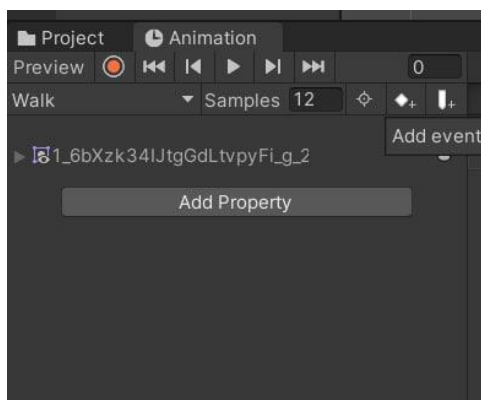 Project Animation
Preview 0
Walk Samples 12
Add event
1_6bXzk34IJtgGdLtvpyFi_g_2
Add Property